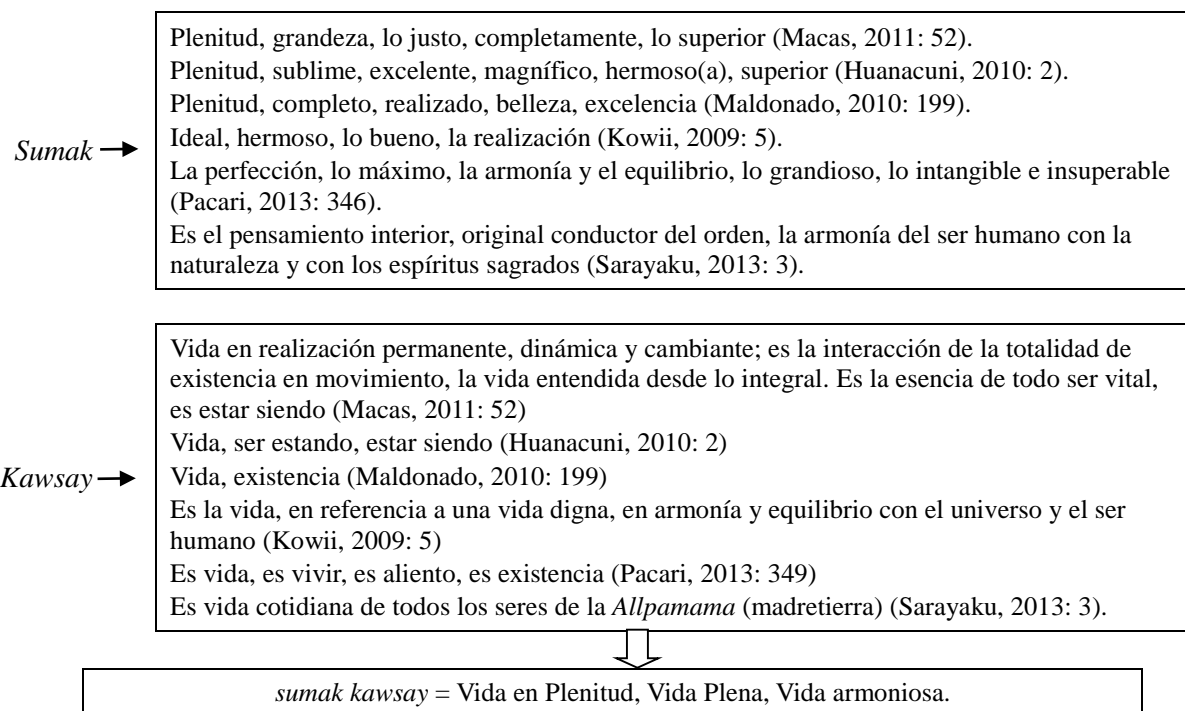 Plenitud, grandeza, lo justo, completamente, lo superior (Macas, 2011: 52).
Plenitud, sublime, excelente, magnífico, hermoso(a), superior (Huanacuni, 2010: 2).
Plenitud, completo, realizado, belleza, excelencia (Maldonado, 2010: 199).
Sumak
Ideal, hermoso, lo bueno, la realización (Kowii, 2009: 5).
La perfección, lo máximo, la armonía y el equilibrio, lo grandioso, lo intangible e insuperable
(Pacari, 2013: 346).
Es el pensamiento interior, original conductor del orden, la armonía del ser humano con la
naturaleza y con los espíritus sagrados (Sarayaku, 2013: 3).
Vida en realización permanente, dinámica y cambiante; es la interacción de la totalidad de
existencia en movimiento, la vida entendida desde lo integral. Es la esencia de todo ser vital,
es estar siendo (Macas, 2011: 52)
Vida, ser estando, estar siendo (Huanacuni, 2010: 2)
Kawsay
Vida, existencia (Maldonado, 2010: 199)
Es la vida, en referencia a una vida digna, en armonía y equilibrio con el universo y el ser
humano (Kowii, 2009: 5)
Es vida, es vivir, es aliento, es existencia (Pacari, 2013: 349)
Es vida cotidiana de todos los seres de la Allpamama (madretierra) (Sarayaku, 2013: 3).
sumak kawsay = Vida en Plenitud, Vida Plena, Vida armoniosa.